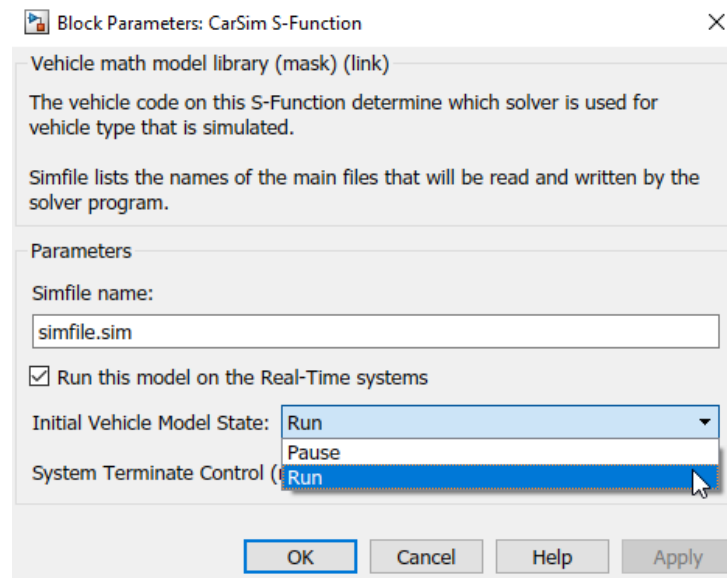 Block Parameters: CarSim S-Function
Vehicle math model library (mask) (link)
The vehicle code on this S-Function determine which solver is used for
vehicle type that is simulated.
Simfile lists the names of the main files that will be read and written by the
solver program.
Parameters
Simfile name:
simfile.sim
Run this model on the Real-Time systems
Initial Vehicle Model State: Run
Pause
System Terminate Control ( Run
OK Cancel Help Apply